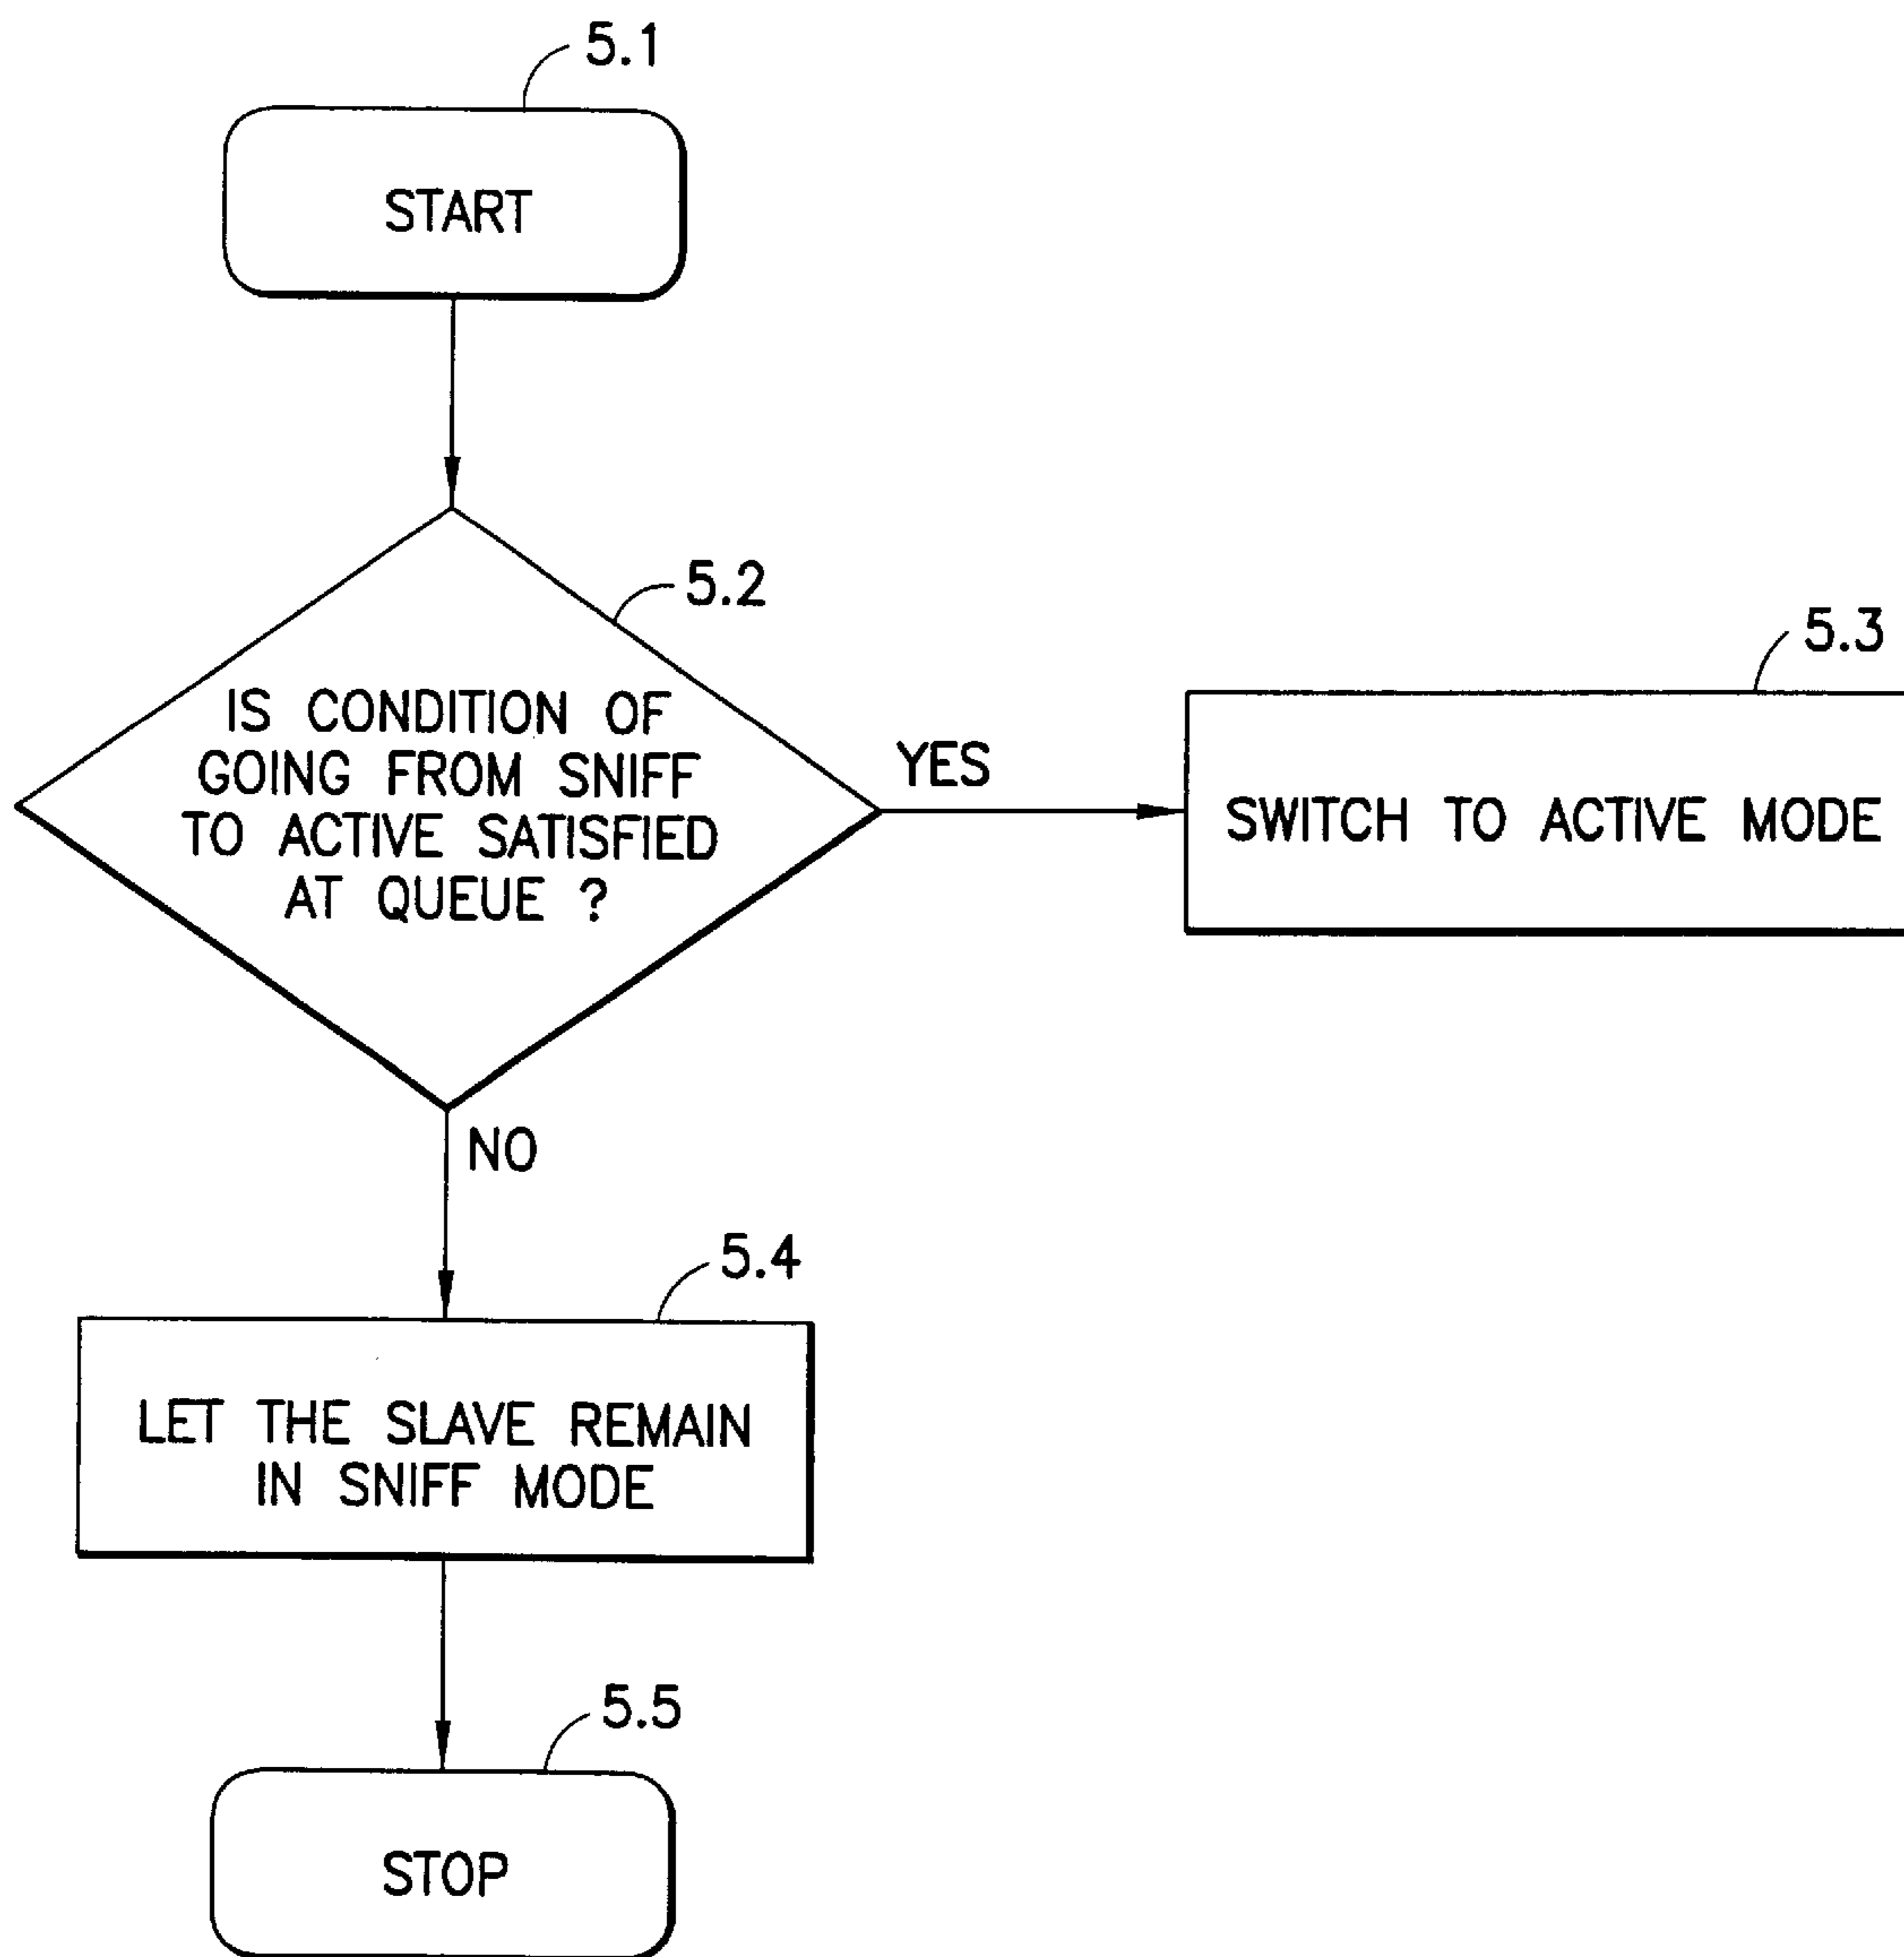 5.1
START
5.2
IS CONDITION OF
GOING FROM SNIFF
TO ACTIVE SATISFIED
AT QUEUE ?
YES
5.3
SWITCH TO ACTIVE MODE
NO
5.4
LET THE SLAVE REMAIN
IN SNIFF MODE
5.5
STOP